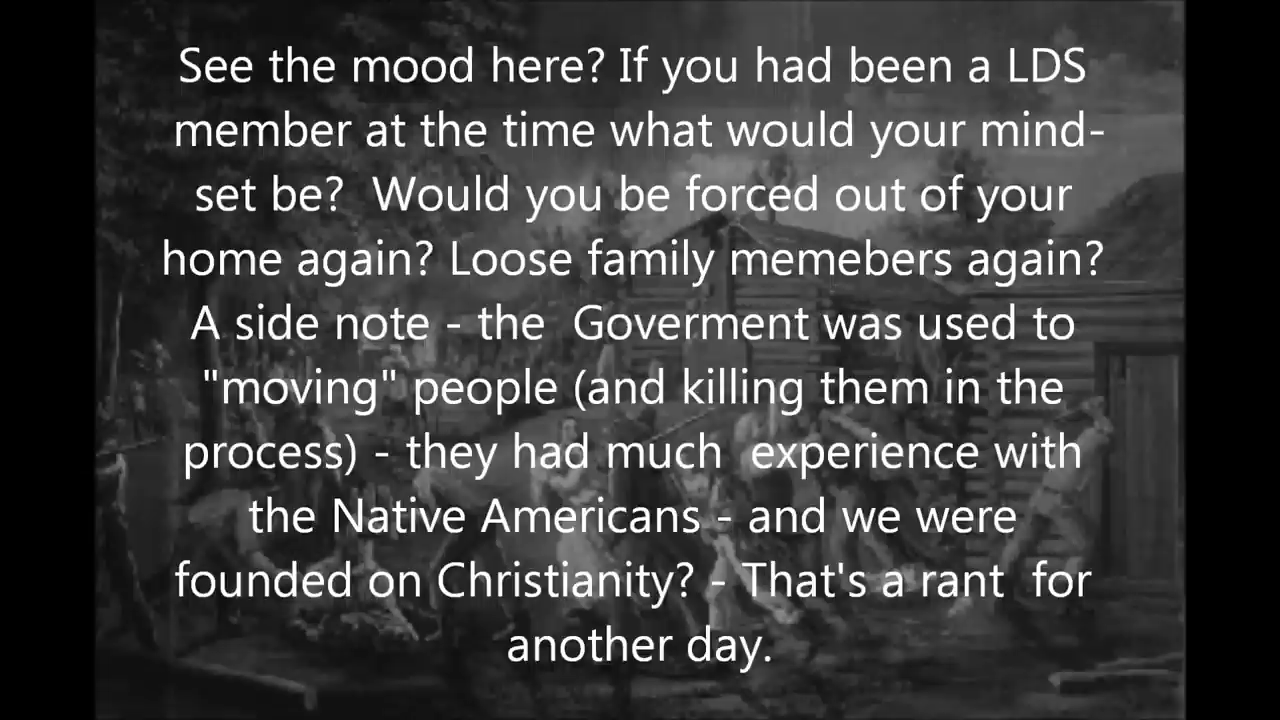 See the mood here? If you had been a LDS
member at the time what would your mind-
set be?  Would you be forced out of your
home again? Loose family memebers again?
A side note - the  Goverment was used to
"moving" people (and killing them in the
process) - they had much  experience with
the Native Americans - and we were
founded on Christianity? - That's a rant  for
another day.